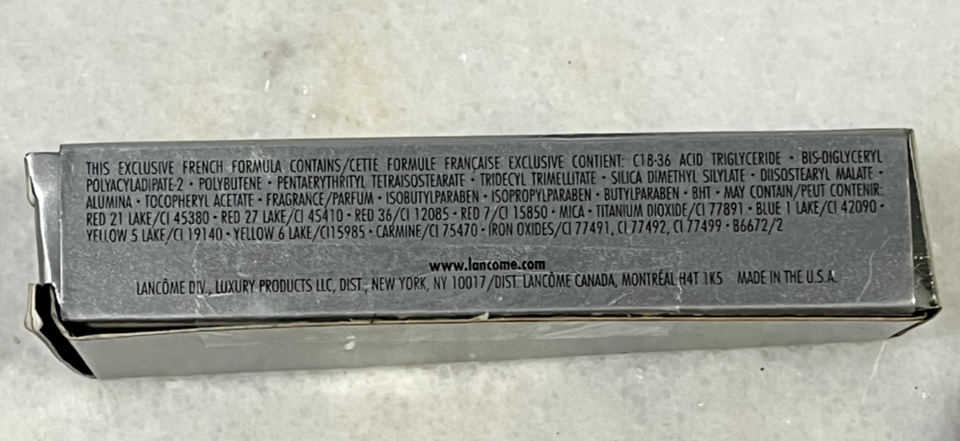 THIS EXCLUSIVE FRENCH FORMULA CONTAINS/CETTE FORMULE FRANCAISE EXCLUSIVE CONTIENT: C18-36 ACID TRIGLYCERIDE • BIS-DIGLYCERYL
POLYACYLADIPATE-2 • POLYBUTENE • PENTAERYTHRITYL TETRAISOSTEARATE • TRIDECYL TRIMELLITATE • SILICA DIMETHYL SILYLATE • DIISOSTEARYL MALATE •
ALUMINA • TOCOPHERYL ACETATE • FRAGRANCE/PARFUM • ISOBUTYLPARABEN • ISOPROPYLPARABEN • BUTYLPARABEN • BHT • MAY CONTAIN/PEUT CONTENIR:
RED 21 LAKE/CI 45380 • RED 27 LAKE/CI 45410 • RED 36/CI 12085 • RED 7/CI 15850 • MICA • TITANIUM DIOXIDE/CI 77891 • BLUE 1 LAKE/CI 42090 •
YELLOW 5 LAKE/CI 19140 • YELLOW 6 LAKE/CI15985 • CARMINE/CI 75470 • IRON OXIDES/CI 77491, CI 77492, CI 77499 • B6672/2
www.lancome.com
LANCÔME DIV., LUXURY PRODUCTS LLC, DIST., NEW YORK, NY 10017/DIST. LANCÔME CANADA, MONTRÉAL H4T 1K5 MADE IN THE U.S.A.